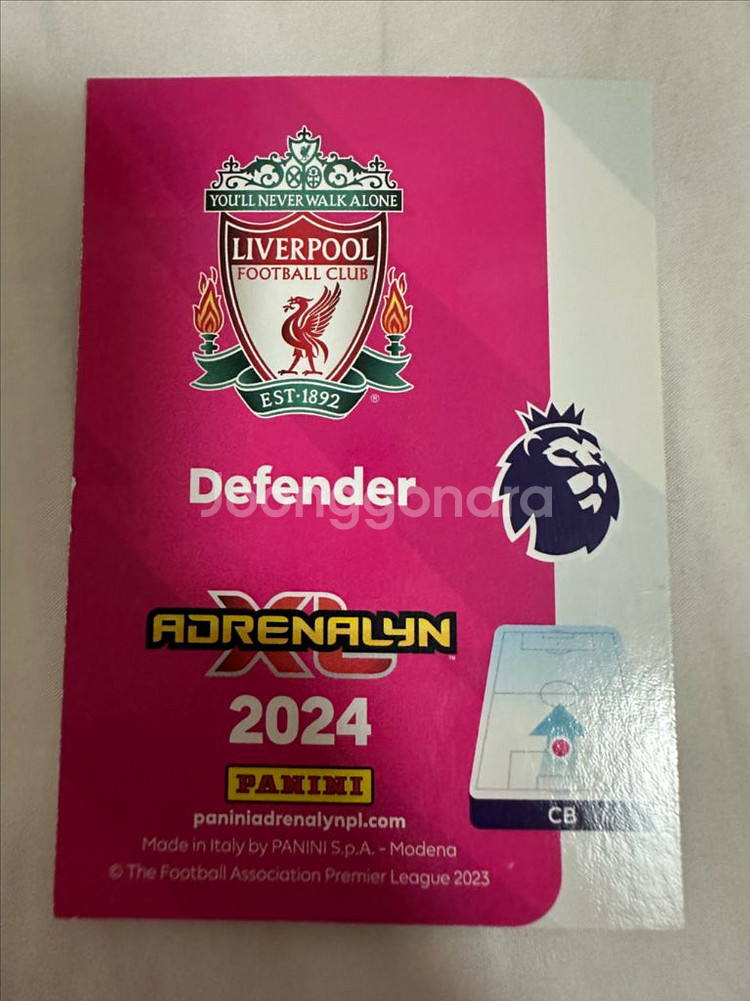 YOU'LL NEVER WALK ALONE
LIVERPOOL
FOOTBALL CLUB
EST·1892
®
Defender
Joonggonara
ADRENALYN
XL
™
2024
PANINI
CB
paniniadrenalynpl.com
Made in Italy by PANINI S.p.A. - Modena
© The Football Association Premier League 2023